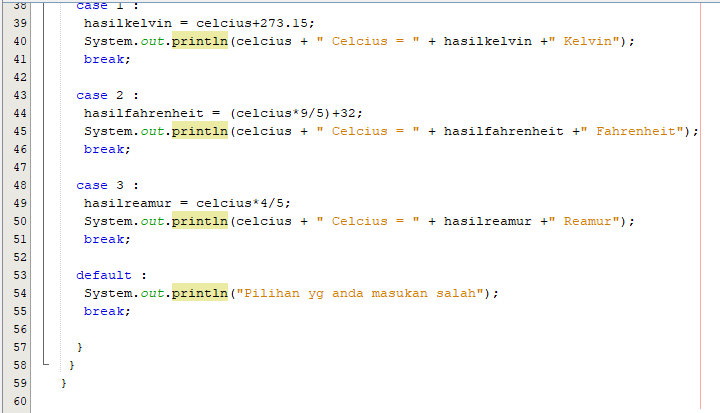 38 case 1 :
39 hasilkelvin = celcius+273.15;
40 System.out.println(celcius + " Celcius = " + hasilkelvin +" Kelvin");
41 break;
42
43 case 2 :
44 hasilfahrenheit = (celcius*9/5)+32;
45 System.out.println(celcius + " Celcius = " + hasilfahrenheit +" Fahrenheit");
46 break;
47
48 case 3 :
49 hasilreamur = celcius*4/5;
50 System.out.println(celcius + " Celcius = " + hasilreamur +" Reamur");
51 break;
52
53 default :
54 System.out.println("Pilihan yg anda masukan salah");
55 break;
56
57 }
58 }
59 }
60